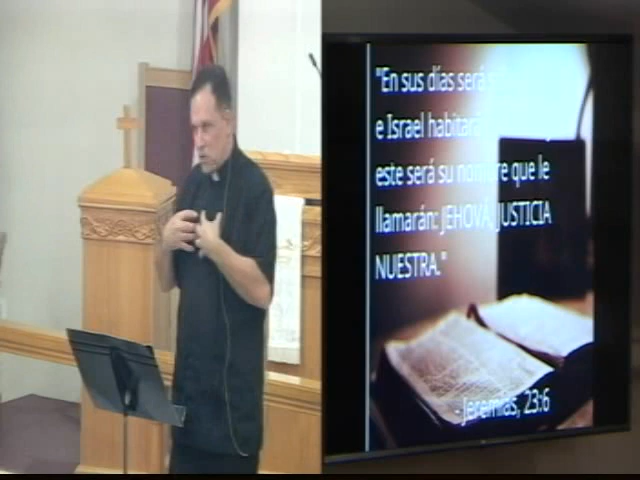 "En sus días será
e Israel habitará
este será su nombre que le
llamarán: JEHOVÁ, JUSTICIA
NUESTRA."
- Jeremías, 23:6